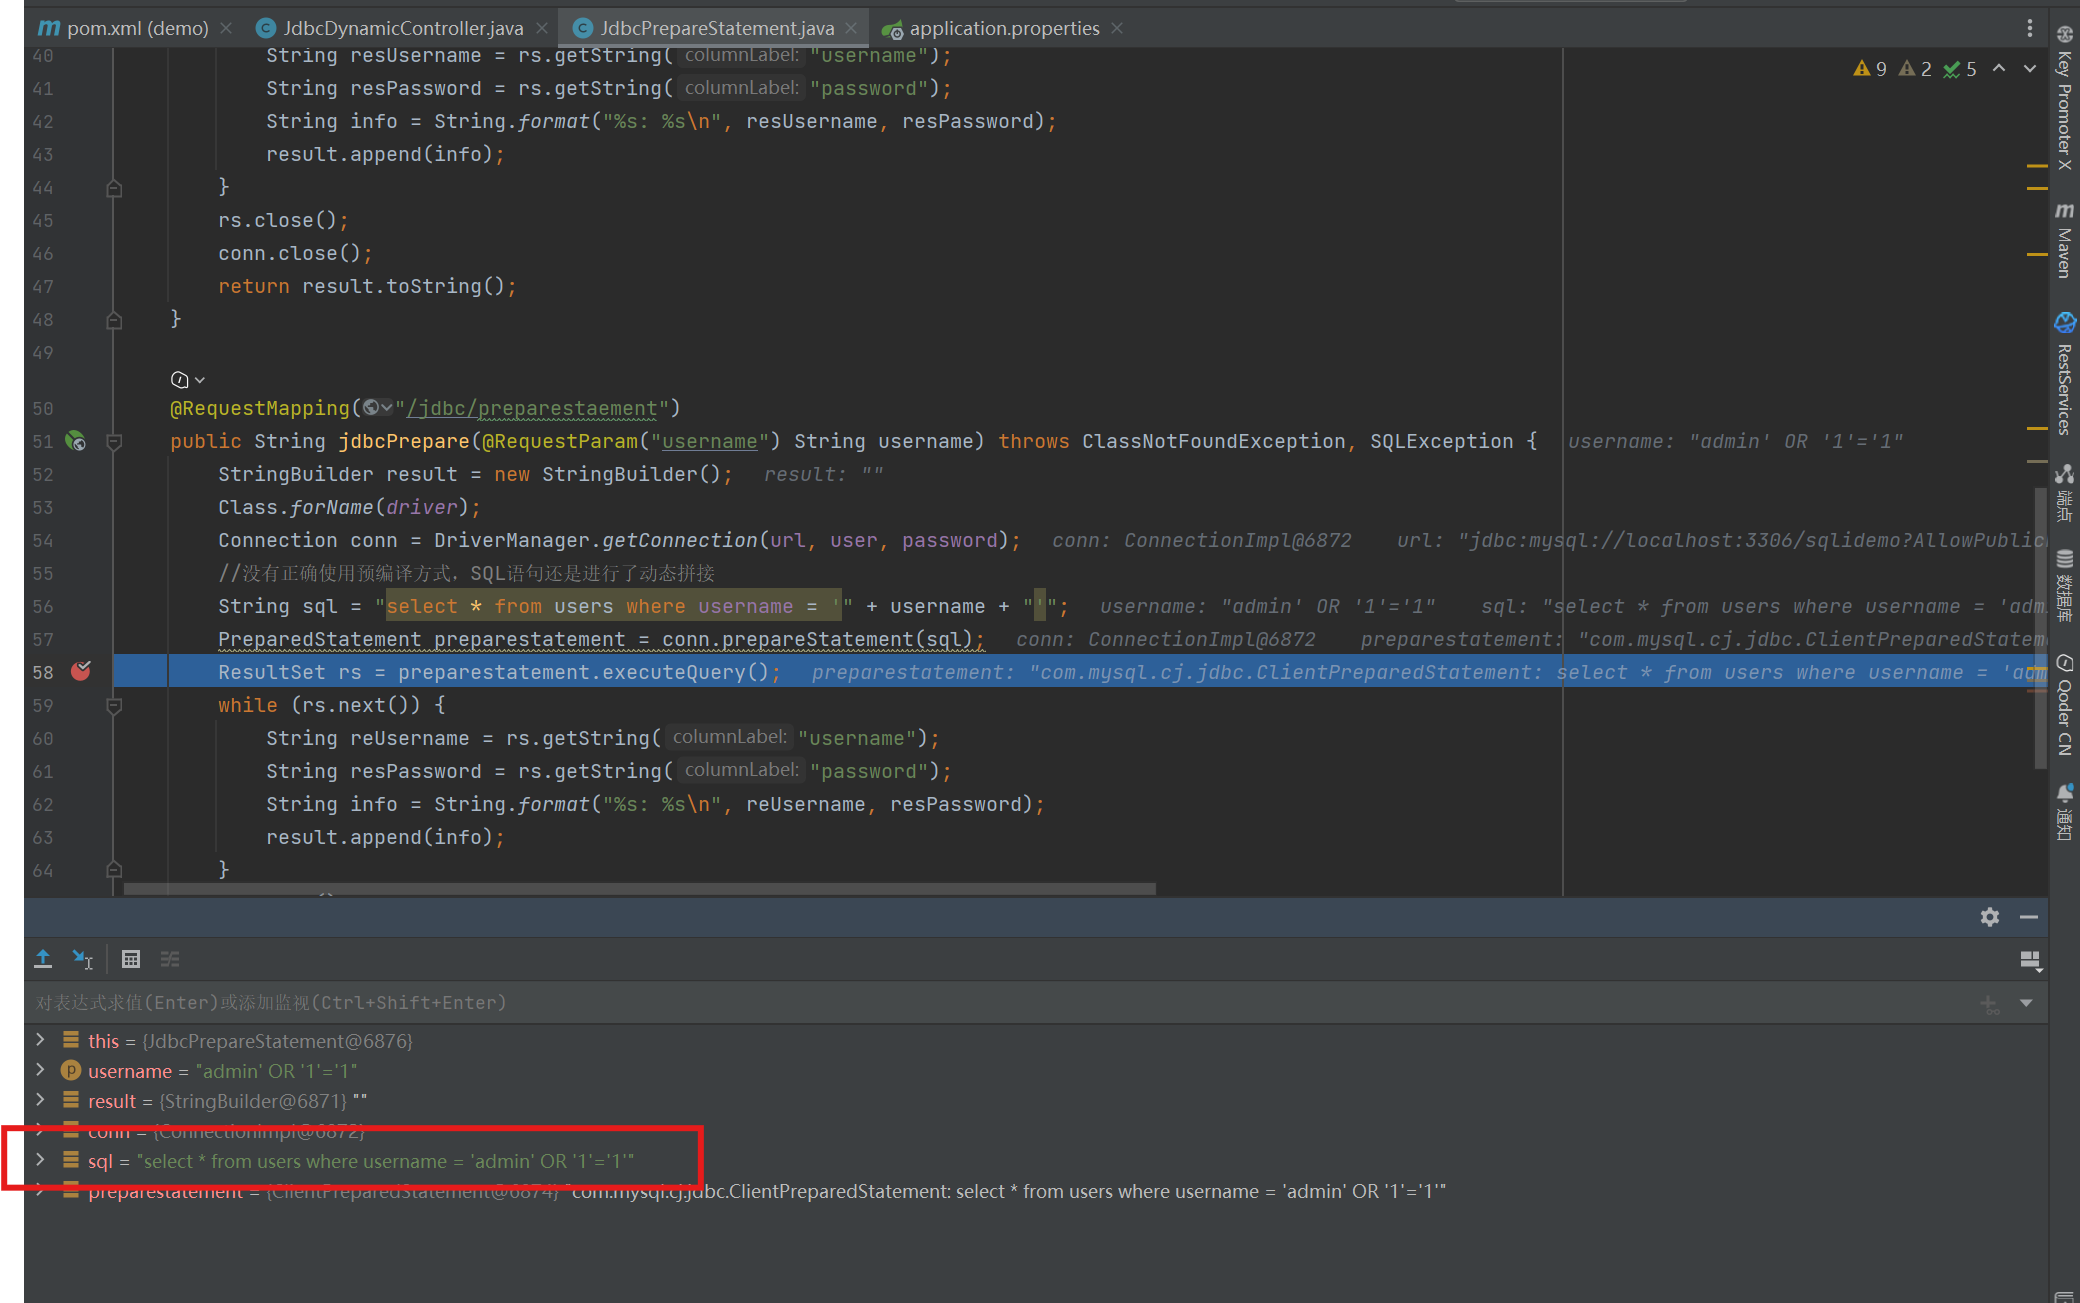 pom.xml (demo) JdbcDynamicController.java JdbcPrepareStatement.java application.properties
9 2 5
40 String resUsername = rs.getString( columnLabel: "username");
41 String resPassword = rs.getString( columnLabel: "password");
42 String info = String.format("%s: %s\n", resUsername, resPassword);
43 result.append(info);
44 }
45 rs.close();
46 conn.close();
47 return result.toString();
48 }
49
50 @RequestMapping("/jdbc/preparestaement")
51 public String jdbcPrepare(@RequestParam("username") String username) throws ClassNotFoundException, SQLException { username: "admin' OR '1'='1"
52 StringBuilder result = new StringBuilder(); result: ""
53 Class.forName(driver);
54 Connection conn = DriverManager.getConnection(url, user, password); conn: ConnectionImpl@6872 url: "jdbc:mysql://localhost:3306/sqlidemo?AllowPublic
55 //没有正确使用预编译方式，SQL语句还是进行了动态拼接
56 String sql = "select * from users where username = '" + username + "'"; username: "admin' OR '1'='1" sql: "select * from users where username = 'adm
57 PreparedStatement preparestatement = conn.prepareStatement(sql); conn: ConnectionImpl@6872 preparestatement: "com.mysql.cj.jdbc.ClientPreparedStatem
58 ResultSet rs = preparestatement.executeQuery(); preparestatement: "com.mysql.cj.jdbc.ClientPreparedStatement: select * from users where username = 'adm
59 while (rs.next()) {
60 String reUsername = rs.getString( columnLabel: "username");
61 String resPassword = rs.getString( columnLabel: "password");
62 String info = String.format("%s: %s\n", reUsername, resPassword);
63 result.append(info);
64 }
对表达式求值(Enter)或添加监视(Ctrl+Shift+Enter)
this = {JdbcPrepareStatement@6876}
username = "admin' OR '1'='1"
result = {StringBuilder@6871} ""
conn = {ConnectionImpl@6872}
sql = "select * from users where username = 'admin' OR '1'='1'"
preparestatement = {ClientPreparedStatement@6874} "com.mysql.cj.jdbc.ClientPreparedStatement: select * from users where username = 'admin' OR '1'='1'"
Key Promoter X
Maven
RestServices
端点
数据库
Qoder CN
通知